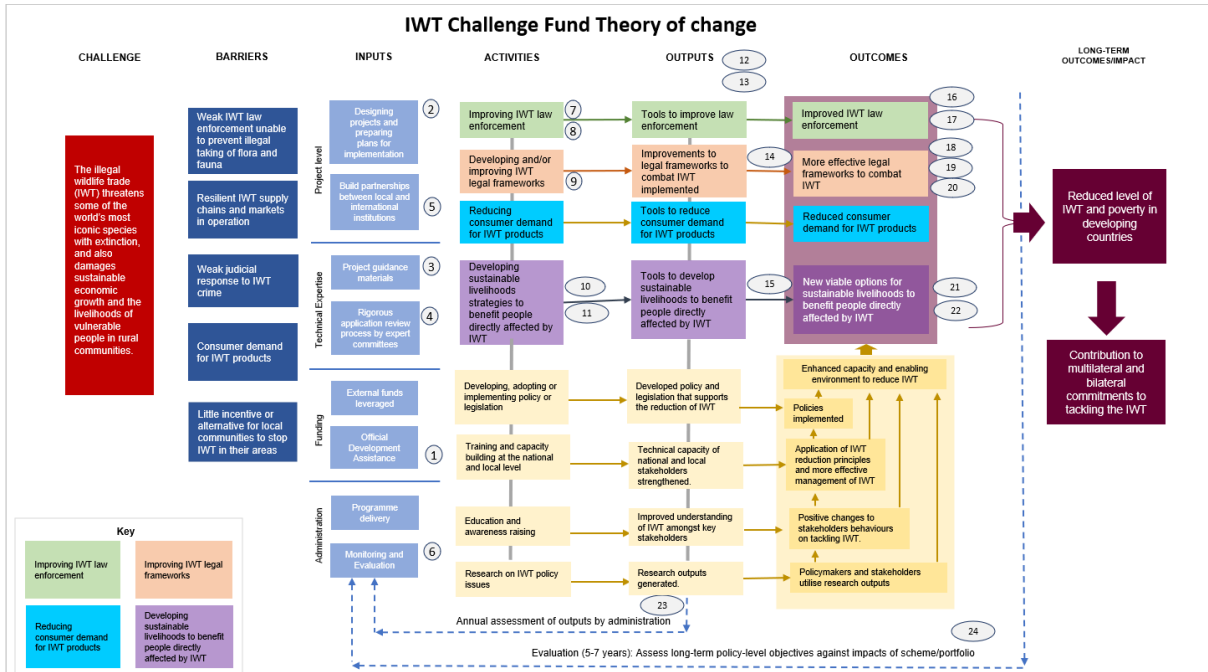 IWT Challenge Fund Theory of change
CHALLENGE
BARRIERS
INPUTS
ACTIVITIES
OUTPUTS
OUTCOMES
LONG-TERM
OUTCOMES/IMPACT
12
13
The illegal
wildlife trade
(IWT) threatens
some of the
world's most
iconic species
with extinction,
and also
damages
sustainable
economic
growth and the
livelihoods of
vulnerable
people in rural
communities.
Weak IWT law
enforcement unable
to prevent illegal
taking of flora and
fauna
Resilient IWT supply
chains and markets
in operation
Weak judicial
response to IWT
crime
Consumer demand
for IWT products
Little incentive or
alternative for local
communities to stop
IWT in their areas
Project level
Designing
projects and
preparing
plans for
implementation
2
Build partnerships
between local and
international
institutions
5
Technical Expertise
Project guidance
materials
3
Rigorous
application review
process by expert
committees
4
Funding
External funds
leveraged
Official
Development
Assistance
1
Administration
Programme
delivery
Monitoring and
Evaluation
6
Improving IWT law
enforcement
7
8
Tools to improve law
enforcement
Improved IWT law
enforcement
16
17
Developing and/or
improving IWT
legal frameworks
9
Improvements to
legal frameworks to
combat IWT
implemented
14
More effective legal
frameworks to combat
IWT
18
19
20
Reducing
consumer demand
for IWT products
Tools to reduce
consumer demand
for IWT products
Reduced consumer
demand for IWT products
Developing
sustainable
livelihoods
strategies to
benefit people
directly affected by
IWT
10
11
Tools to develop
sustainable
livelihoods to benefit
people directly
affected by IWT
15
New viable options for
sustainable livelihoods to
benefit people directly
affected by IWT
21
22
Developing, adopting or
implementing policy or
legislation
Developed policy and
legislation that supports
the reduction of IWT
Enhanced capacity and enabling
environment to reduce IWT
Policies
implemented
Training and capacity
building at the national
and local level
Technical capacity of
national and local
stakeholders
strengthened.
Application of IWT
reduction principles
and more effective
management of IWT
Education and
awareness raising
Improved understanding
of IWT amongst key
stakeholders
Positive changes to
stakeholders behaviours
on tackling IWT.
Research on IWT policy
issues
Research outputs
generated.
Policymakers and stakeholders
utilise research outputs
23
Annual assessment of outputs by administration
24
Evaluation (5-7 years): Assess long-term policy-level objectives against impacts of scheme/portfolio
Reduced level of
IWT and poverty in
developing
countries
Contribution to
multilateral and
bilateral
commitments to
tackling the IWT
Key
Improving IWT law
enforcement
Improving IWT legal
frameworks
Reducing
consumer demand
for IWT products
Developing
sustainable
livelihoods to benefit
people directly
affected by IWT